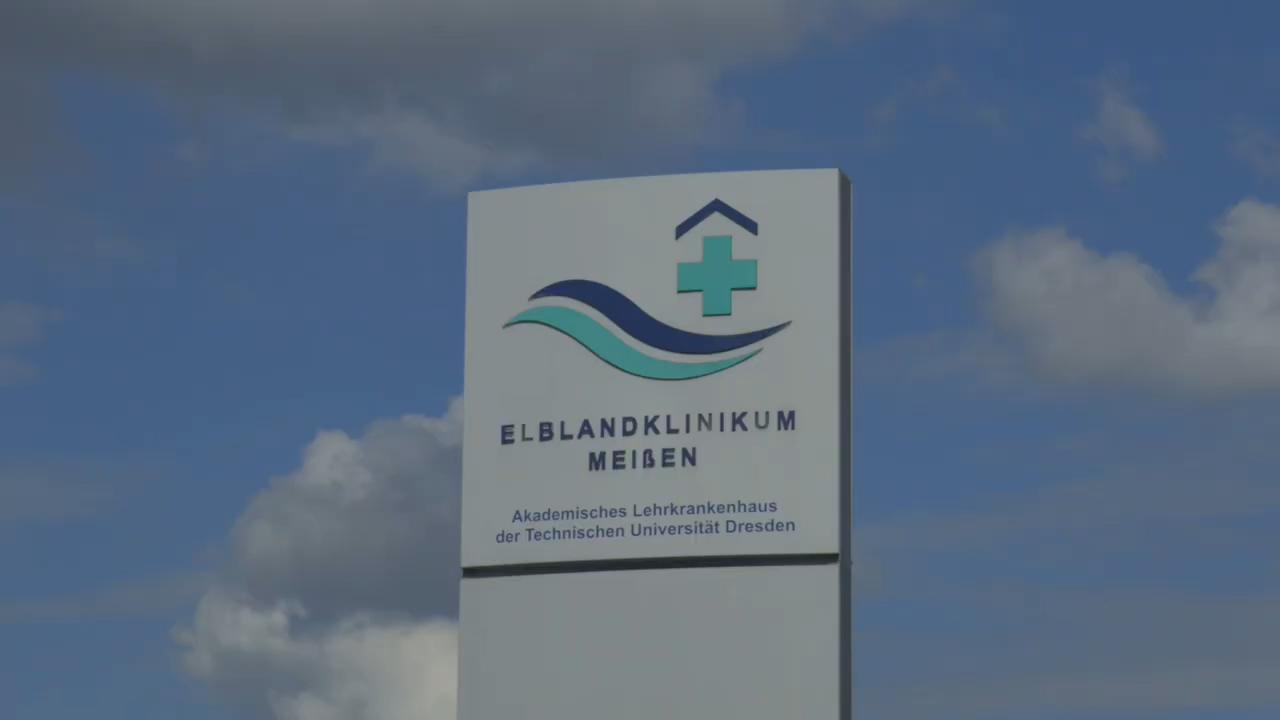 ELBLANDKLINIKUM
MEIßEN
Akademisches Lehrkrankenhaus
der Technischen Universität Dresden